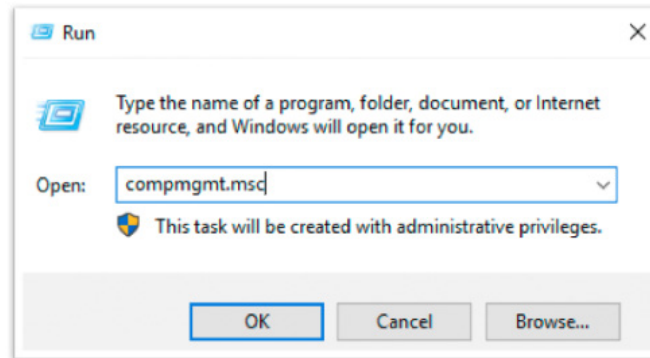 Run
Type the name of a program, folder, document, or Internet
resource, and Windows will open it for you.
Open: compmgmt.msc
This task will be created with administrative privileges.
OK Cancel Browse...